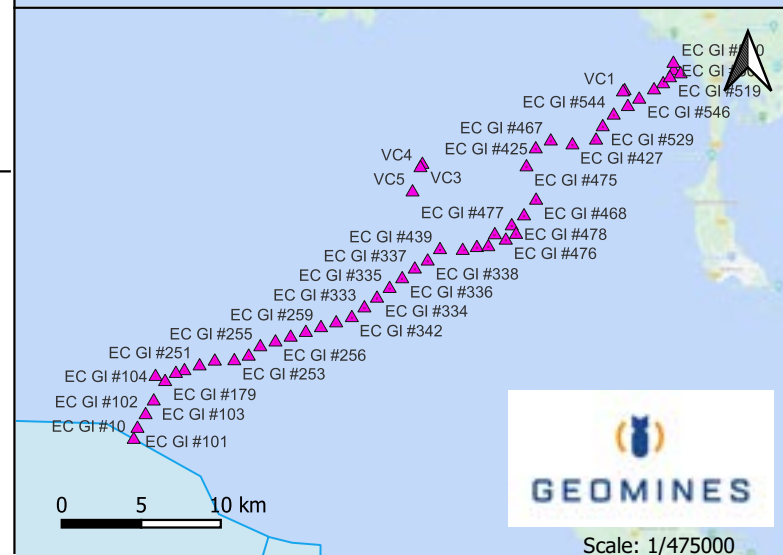 EC GI #
VC1
EC GI #519
EC GI #544
EC GI #546
EC GI #467
EC GI #529
EC GI #425
EC GI #427
VC4
VC3
EC GI #475
VC5
EC GI #477
EC GI #468
EC GI #439
EC GI #478
EC GI #337
EC GI #476
EC GI #335
EC GI #338
EC GI #333
EC GI #336
EC GI #259
EC GI #334
EC GI #255
EC GI #342
EC GI #251
EC GI #256
EC GI #104
EC GI #253
EC GI #102
EC GI #179
EC GI #103
EC GI #10
EC GI #101
0 5 10 km
GEOMINES
Scale: 1/475000